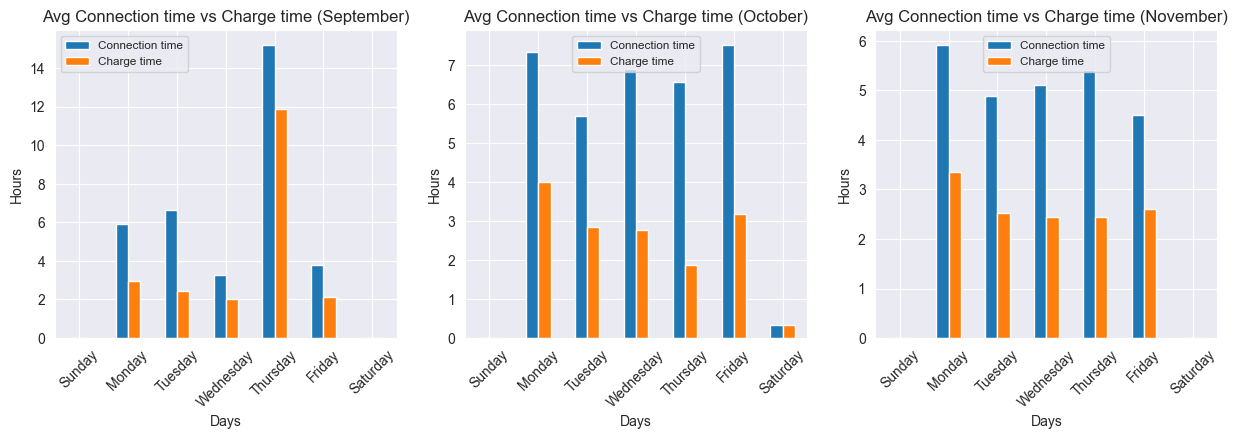 Avg Connection time vs Charge time (September)
Connection time
Charge time
14
12
10
8
6
4
2
0
Hours
Sunday
Monday
Tuesday
Wednesday
Thursday
Friday
Saturday
Days
Avg Connection time vs Charge time (October)
Connection time
Charge time
7
6
5
4
3
2
1
0
Hours
Sunday
Monday
Tuesday
Wednesday
Thursday
Friday
Saturday
Days
Avg Connection time vs Charge time (November)
Connection time
Charge time
6
5
4
3
2
1
0
Hours
Sunday
Monday
Tuesday
Wednesday
Thursday
Friday
Saturday
Days